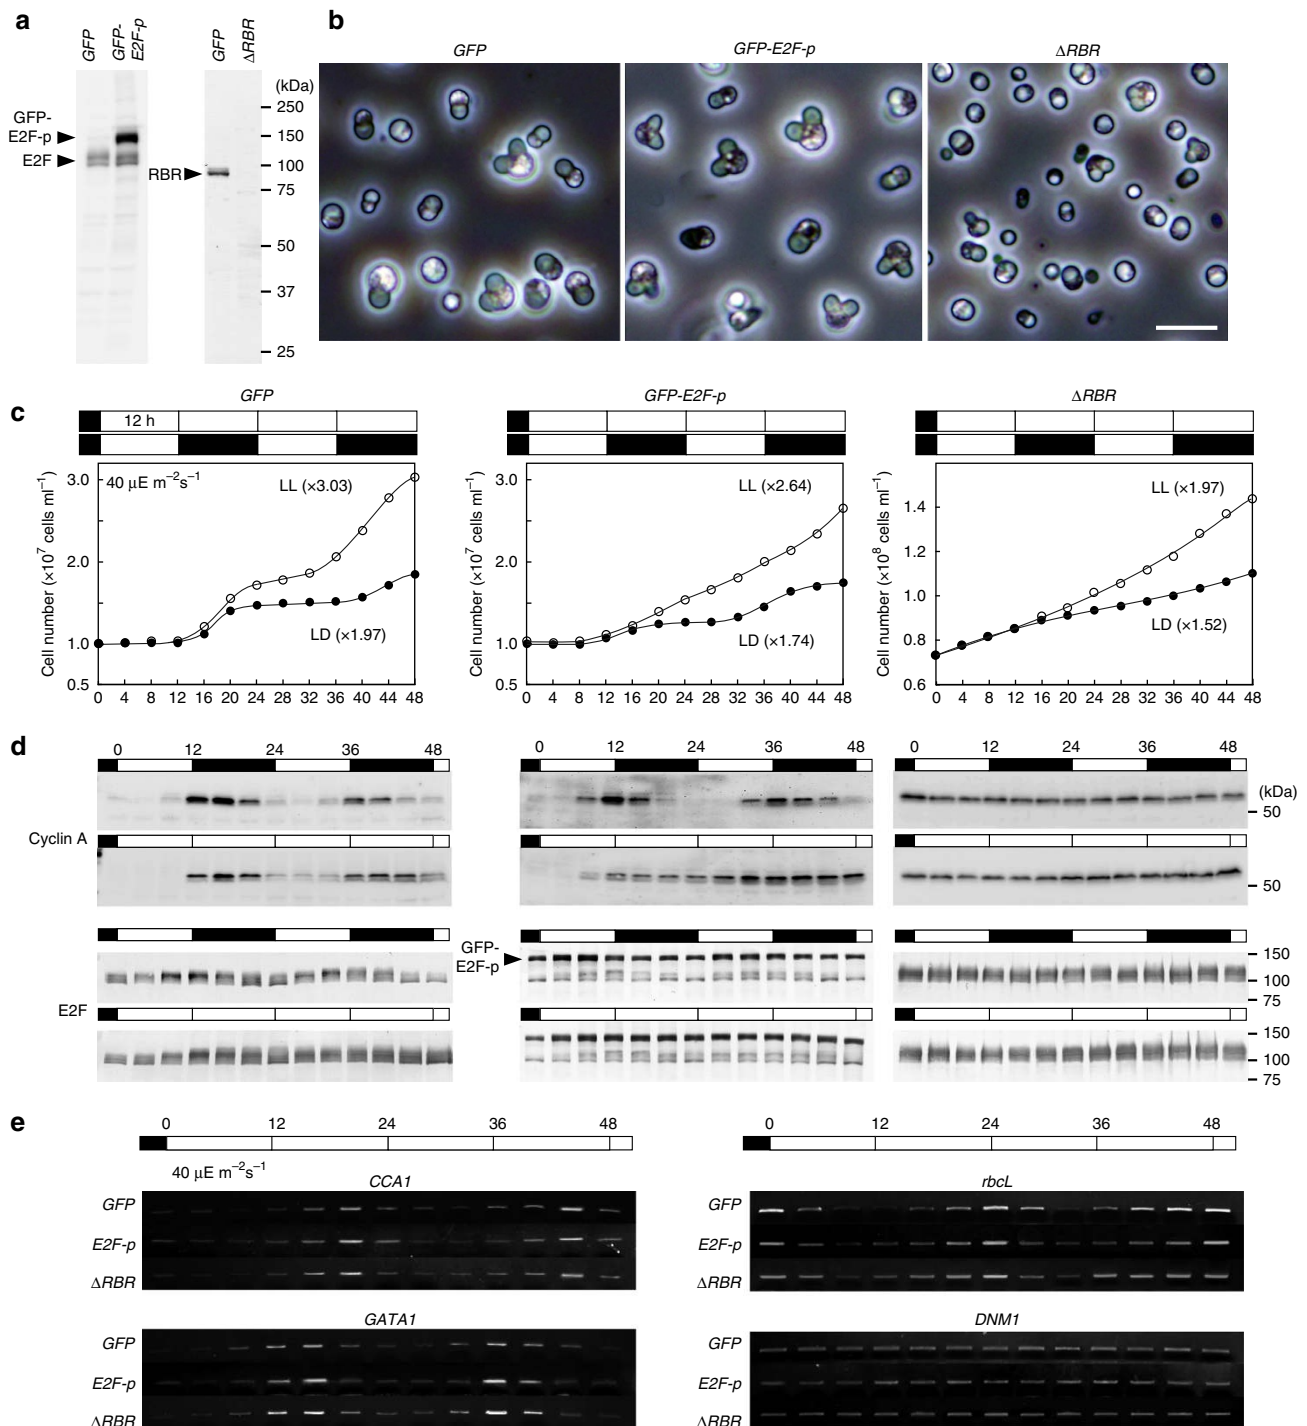 a
GFP
GFP-
E2F-p
GFP
ΔRBR
(kDa)
GFP-
E2F-p
E2F
RBR
250
150
100
75
50
37
25
b
GFP
GFP-E2F-p
ΔRBR
c
GFP
GFP-E2F-p
ΔRBR
12 h
Cell number (×10⁷ cells ml⁻¹)
3.0
2.0
1.0
0.5
40 µE m⁻²s⁻¹
LL (×3.03)
LD (×1.97)
0 4 8 12 16 20 24 28 32 36 40 44 48
Cell number (×10⁷ cells ml⁻¹)
3.0
2.0
1.0
0.5
LL (×2.64)
LD (×1.74)
0 4 8 12 16 20 24 28 32 36 40 44 48
Cell number (×10⁸ cells ml⁻¹)
1.4
1.2
1.0
0.8
0.6
LL (×1.97)
LD (×1.52)
0 4 8 12 16 20 24 28 32 36 40 44 48
d
0 12 24 36 48
0 12 24 36 48
0 12 24 36 48
(kDa)
50
Cyclin A
50
GFP-
E2F-p
150
100
75
E2F
150
100
75
e
0 12 24 36 48
40 µE m⁻²s⁻¹
CCA1
GFP
E2F-p
ΔRBR
GATA1
GFP
E2F-p
ΔRBR
0 12 24 36 48
rbcL
GFP
E2F-p
ΔRBR
DNM1
GFP
E2F-p
ΔRBR